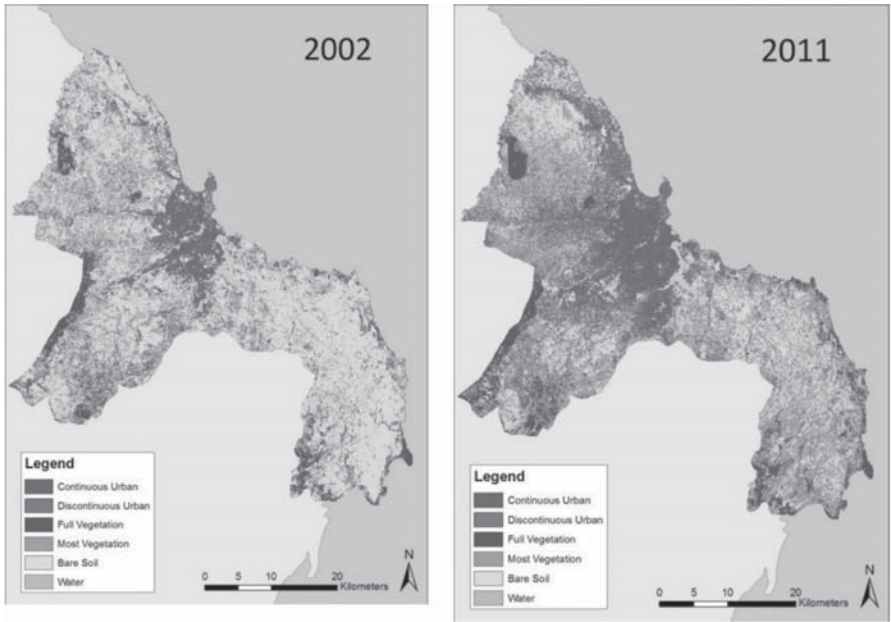 2002
Legend
Continuous Urban
Discontinuous Urban
Full Vegetation
Most Vegetation
Bare Soil
Water
N
0 5 10 20
Kilometers
2011
Legend
Continuous Urban
Discontinuous Urban
Full Vegetation
Most Vegetation
Bare Soil
Water
N
0 5 10 20
Kilometers